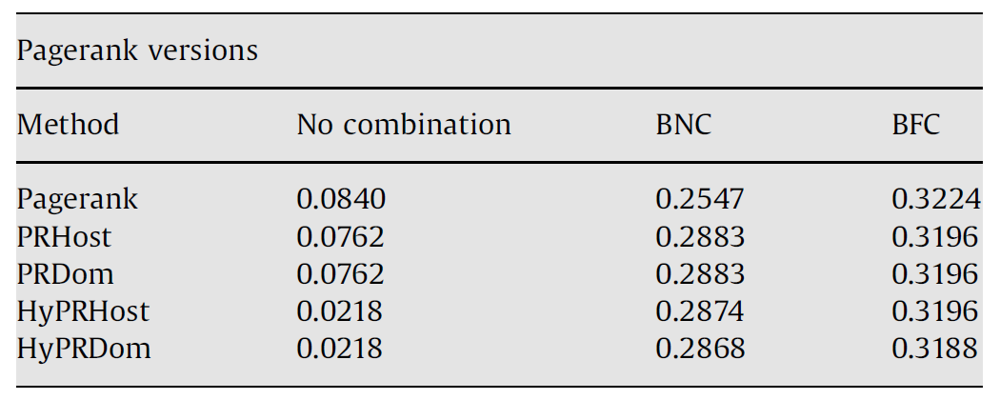 Pagerank versions
Method No combination BNC BFC
Pagerank 0.0840 0.2547 0.3224
PRHost 0.0762 0.2883 0.3196
PRDom 0.0762 0.2883 0.3196
HyPRHost 0.0218 0.2874 0.3196
HyPRDom 0.0218 0.2868 0.3188